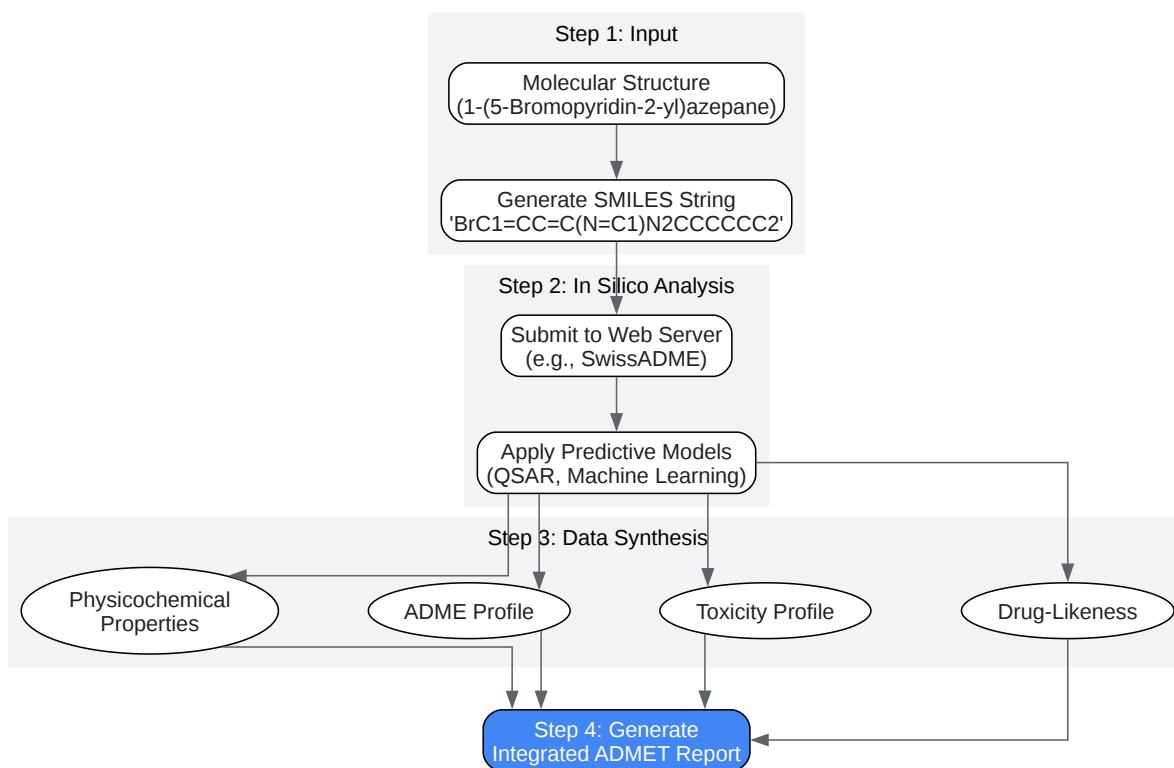 Step 1: Input
Molecular Structure
(1-(5-Bromopyridin-2-yl)azepane)
Generate SMILES String
'BrC1=CC=C(N=C1)N2CCCCCC2'
Step 2: In Silico Analysis
Submit to Web Server
(e.g., SwissADME)
Apply Predictive Models
(QSAR, Machine Learning)
Step 3: Data Synthesis
Physicochemical
Properties
ADME Profile
Toxicity Profile
Drug-Likeness
Step 4: Generate
Integrated ADMET Report